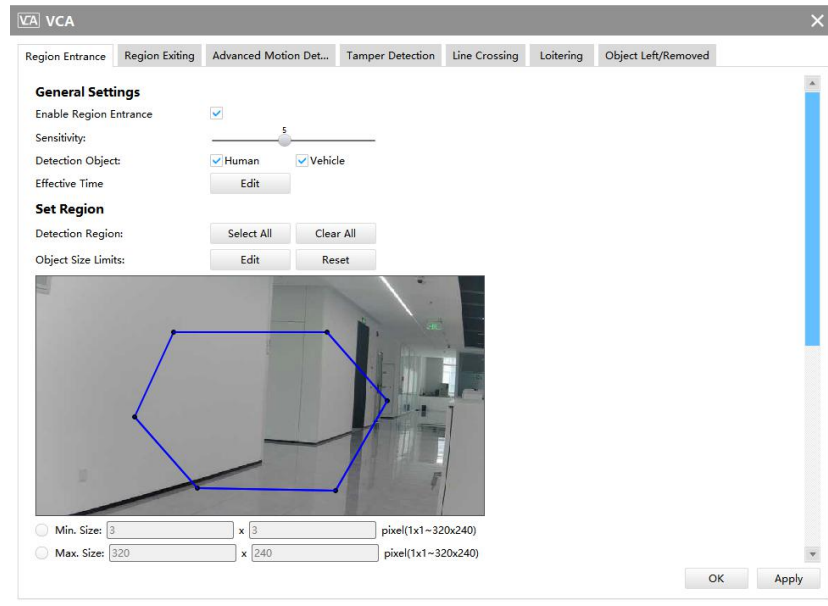 VCA VCA
Region Entrance Region Exiting Advanced Motion Det... Tamper Detection Line Crossing Loitering Object Left/Removed
General Settings
Enable Region Entrance
5
Sensitivity:
Detection Object: Human Vehicle
Effective Time Edit
Set Region
Detection Region: Select All Clear All
Object Size Limits: Edit Reset
Min. Size: 3 x 3 pixel(1x1~320x240)
Max. Size: 320 x 240 pixel(1x1~320x240)
OK Apply